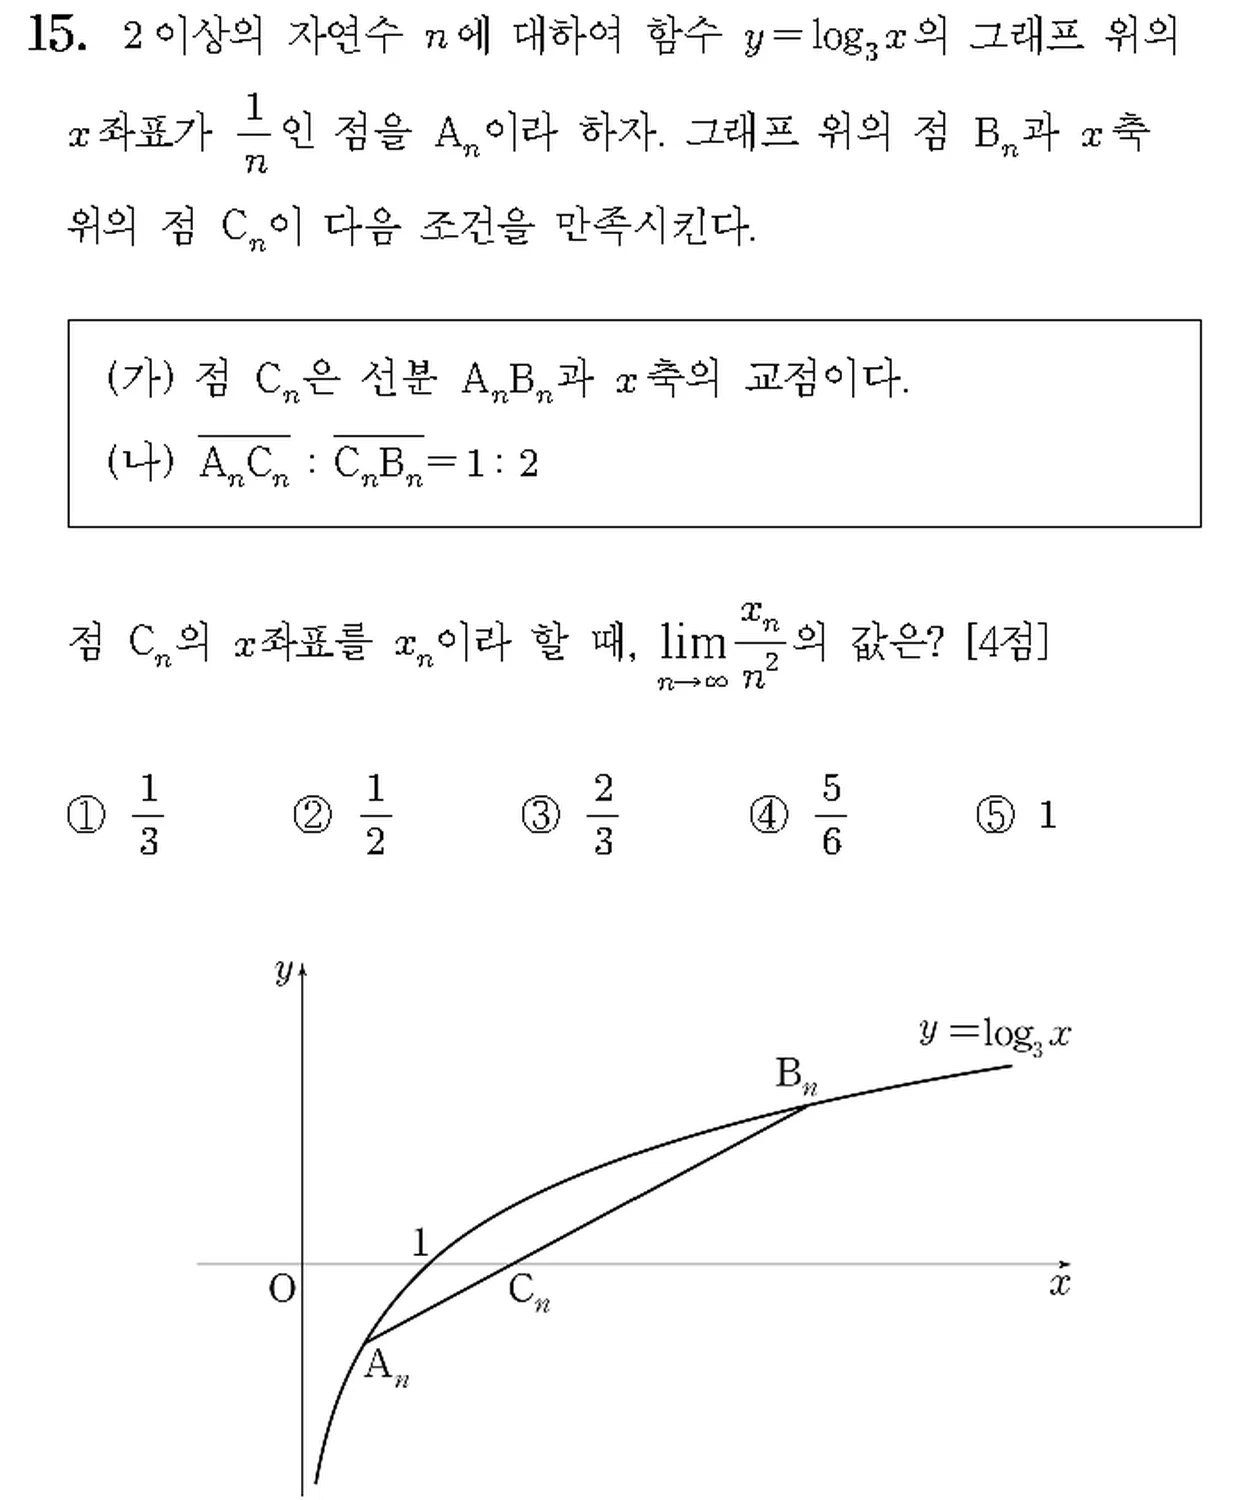 15. 2이상의 자연수 n에 대하여 함수 y=log₃x의 그래프 위의
x좌표가 1/n인 점을 Aₙ이라 하자. 그래프 위의 점 Bₙ과 x축
위의 점 Cₙ이 다음 조건을 만족시킨다.
(가) 점 Cₙ은 선분 AₙBₙ과 x축의 교점이다.
(나) A̅ₙC̅ₙ : C̅ₙB̅ₙ=1 : 2
점 Cₙ의 x좌표를 xₙ이라 할 때, lim n→∞ xₙ/n²의 값은? [4점]
① 1/3 ② 1/2 ③ 2/3 ④ 5/6 ⑤ 1
y
y=log₃x
Bₙ
1
O
Cₙ
x
Aₙ